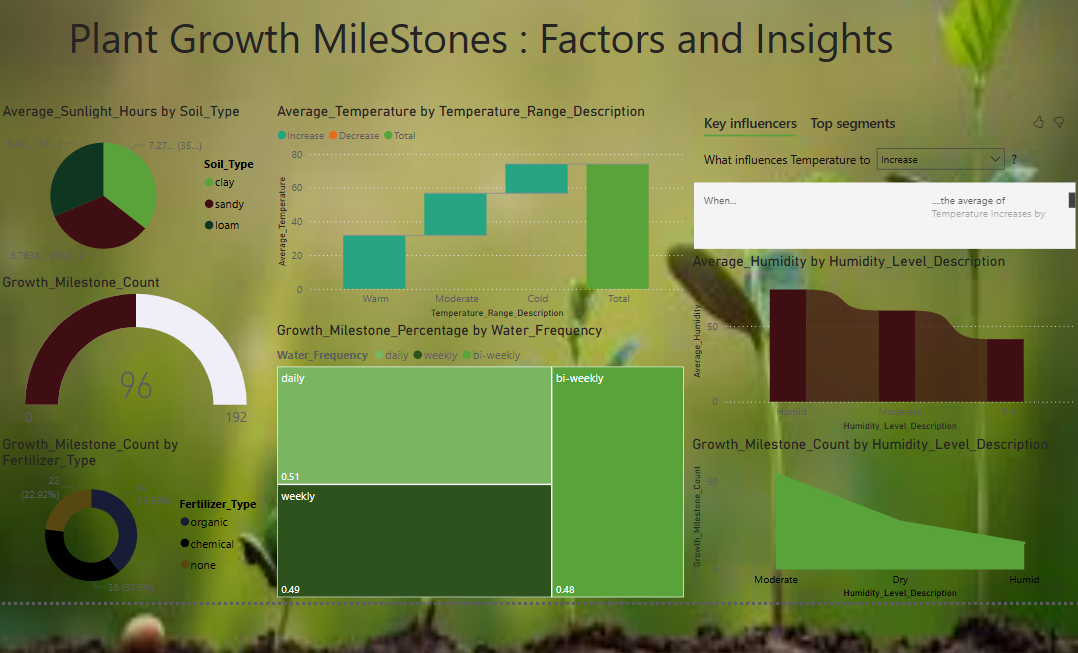 Plant Growth MileStones : Factors and Insights
Average_Sunlight_Hours by Soil_Type
7.27... (35...)
Soil_Type
clay
sandy
loam
Growth_Milestone_Count
96
0
192
Growth_Milestone_Count by
Fertilizer_Type
22
(22.92%)
Fertilizer_Type
organic
chemical
none
Average_Temperature by Temperature_Range_Description
Increase Decrease Total
Average_Temperature
80
60
40
20
0
Warm Moderate Cold Total
Temperature_Range_Description
Growth_Milestone_Percentage by Water_Frequency
Water_Frequency daily weekly bi-weekly
daily
0.51
weekly
0.49
bi-weekly
0.48
Key influencers Top segments
What influences Temperature to Increase ?
When...
....the average of
Temperature increases by
Average_Humidity by Humidity_Level_Description
Average_Humidity
50
0
Humid Moderate Dry
Humidity_Level_Description
Growth_Milestone_Count by Humidity_Level_Description
Growth_Milestone_Count
50
Moderate Dry Humid
Humidity_Level_Description